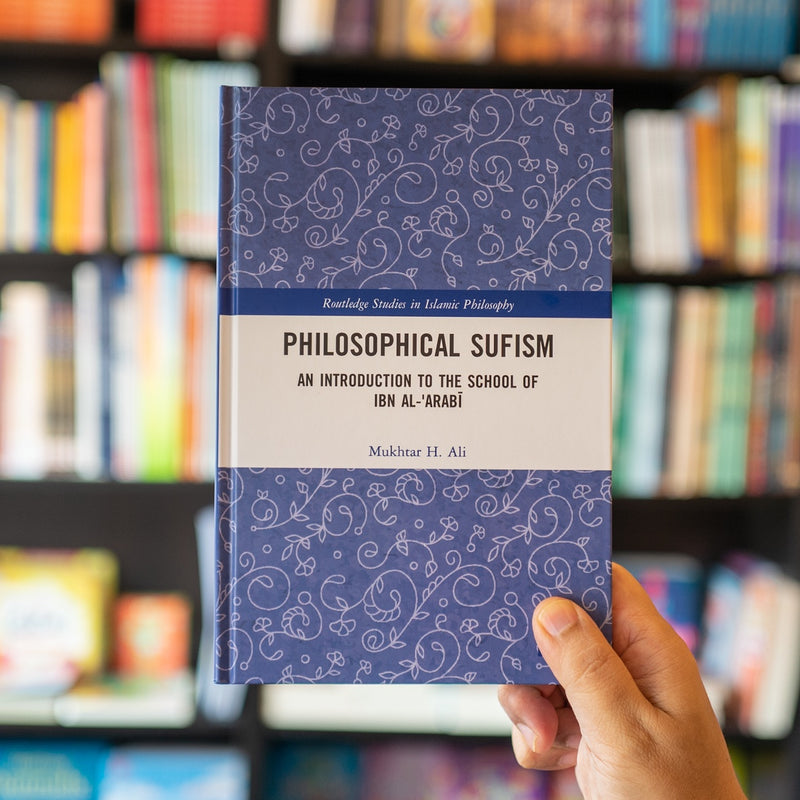 Routledge Studies in Islamic Philosophy
PHILOSOPHICAL SUFISM
AN INTRODUCTION TO THE SCHOOL OF
IBN AL-'ARABĪ
Mukhtar H. Ali